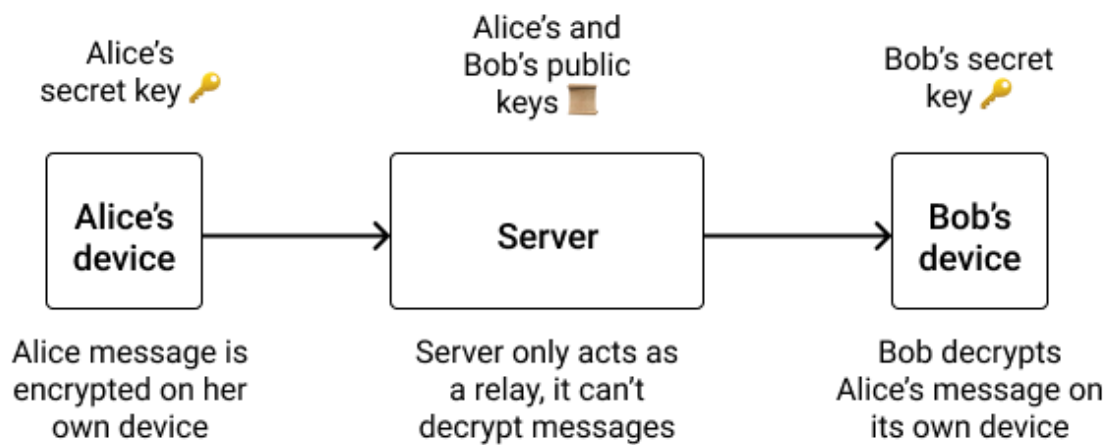 Alice’s
secret key 🔑
Alice’s and
Bob’s public
keys 📜
Bob’s secret
key 🔑
Alice’s
device
Server
Bob’s
device
Alice message is
encrypted on her
own device
Server only acts as
a relay, it can’t
decrypt messages
Bob decrypts
Alice’s message on
its own device